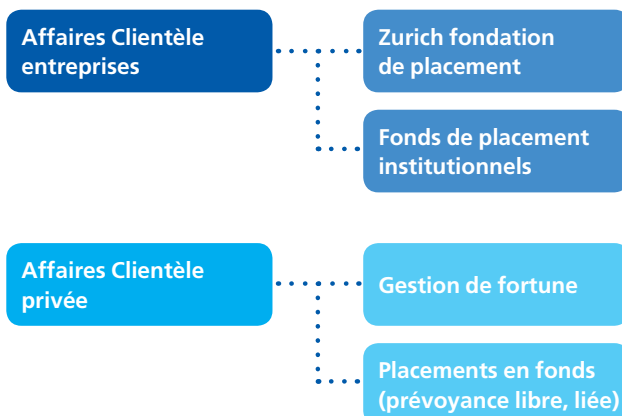 Affaires Clientèle
entreprises
Zurich fondation
de placement
Fonds de placement
institutionnels
Affaires Clientèle
privée
Gestion de fortune
Placements en fonds
(prévoyance libre, liée)